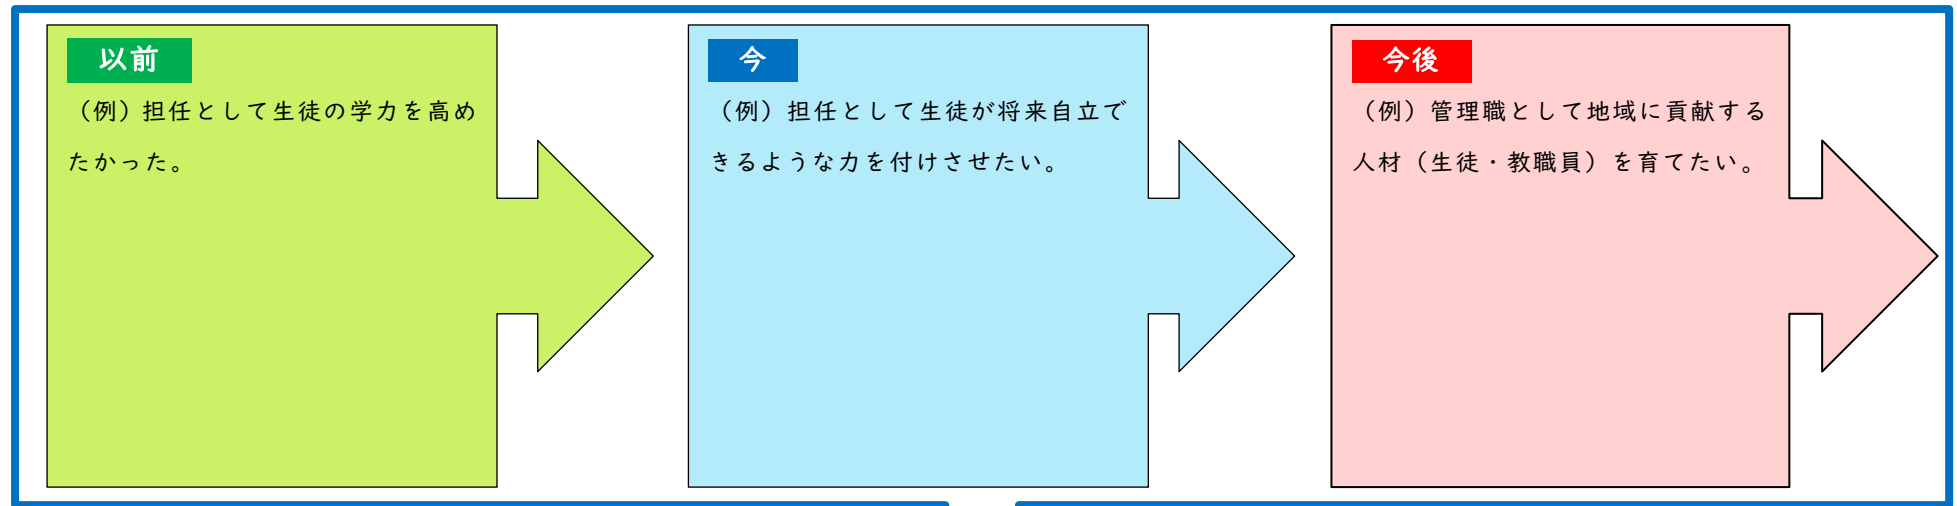 以前
（例）担任として生徒の学力を高め
たかった。
今
（例）担任として生徒が将来自立で
きるような力を付けさせたい。
今後
（例）管理職として地域に貢献する
人材（生徒・教職員）を育てたい。